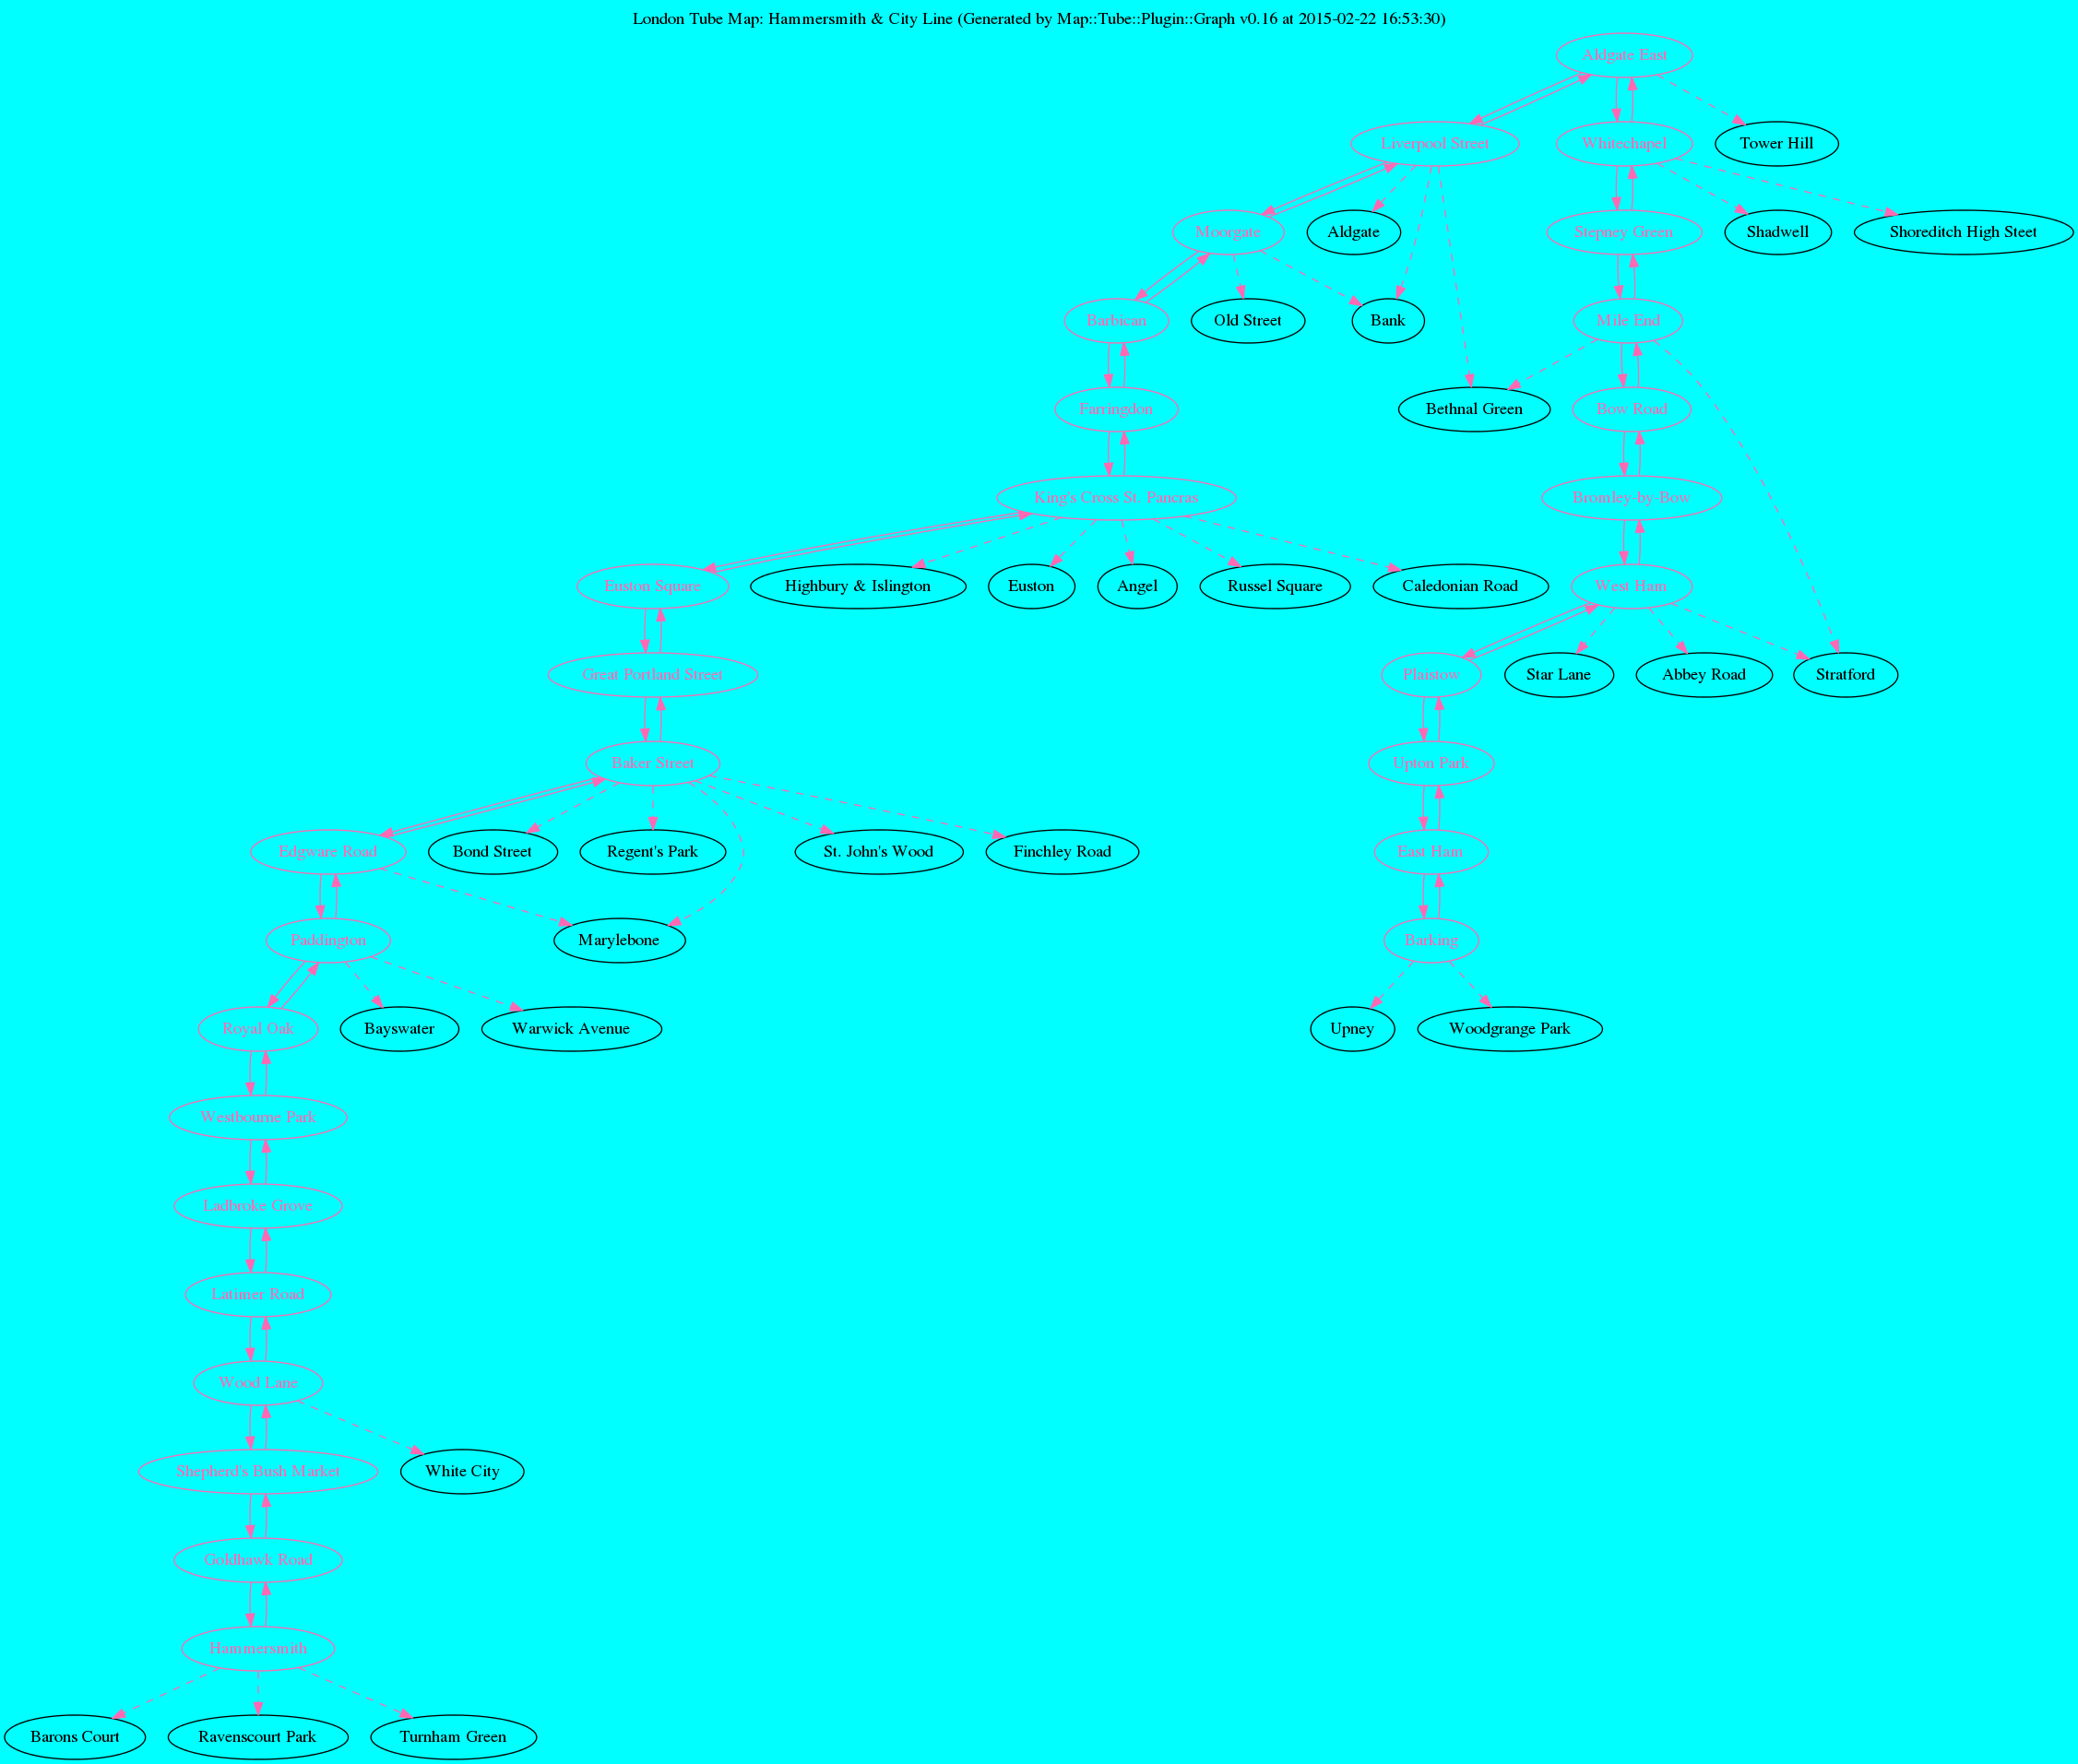 London Tube Map: Hammersmith & City Line (Generated by Map::Tube::Plugin::Graph v0.16 at 2015-02-22 16:53:30)
Aldgate East
Liverpool Street
Whitechapel
Tower Hill
Moorgate
Aldgate
Stepney Green
Shadwell
Shoreditch High Steet
Barbican
Old Street
Bank
Mile End
Farringdon
Bethnal Green
Bow Road
King's Cross St. Pancras
Bromley-by-Bow
Euston Square
Highbury & Islington
Euston
Angel
Russel Square
Caledonian Road
West Ham
Great Portland Street
Plaistow
Star Lane
Abbey Road
Stratford
Baker Street
Upton Park
Edgware Road
Bond Street
Regent's Park
St. John's Wood
Finchley Road
East Ham
Paddington
Marylebone
Barking
Royal Oak
Bayswater
Warwick Avenue
Upney
Woodgrange Park
Westbourne Park
Ladbroke Grove
Latimer Road
Wood Lane
Shepherd's Bush Market
White City
Goldhawk Road
Hammersmith
Barons Court
Ravenscourt Park
Turnham Green